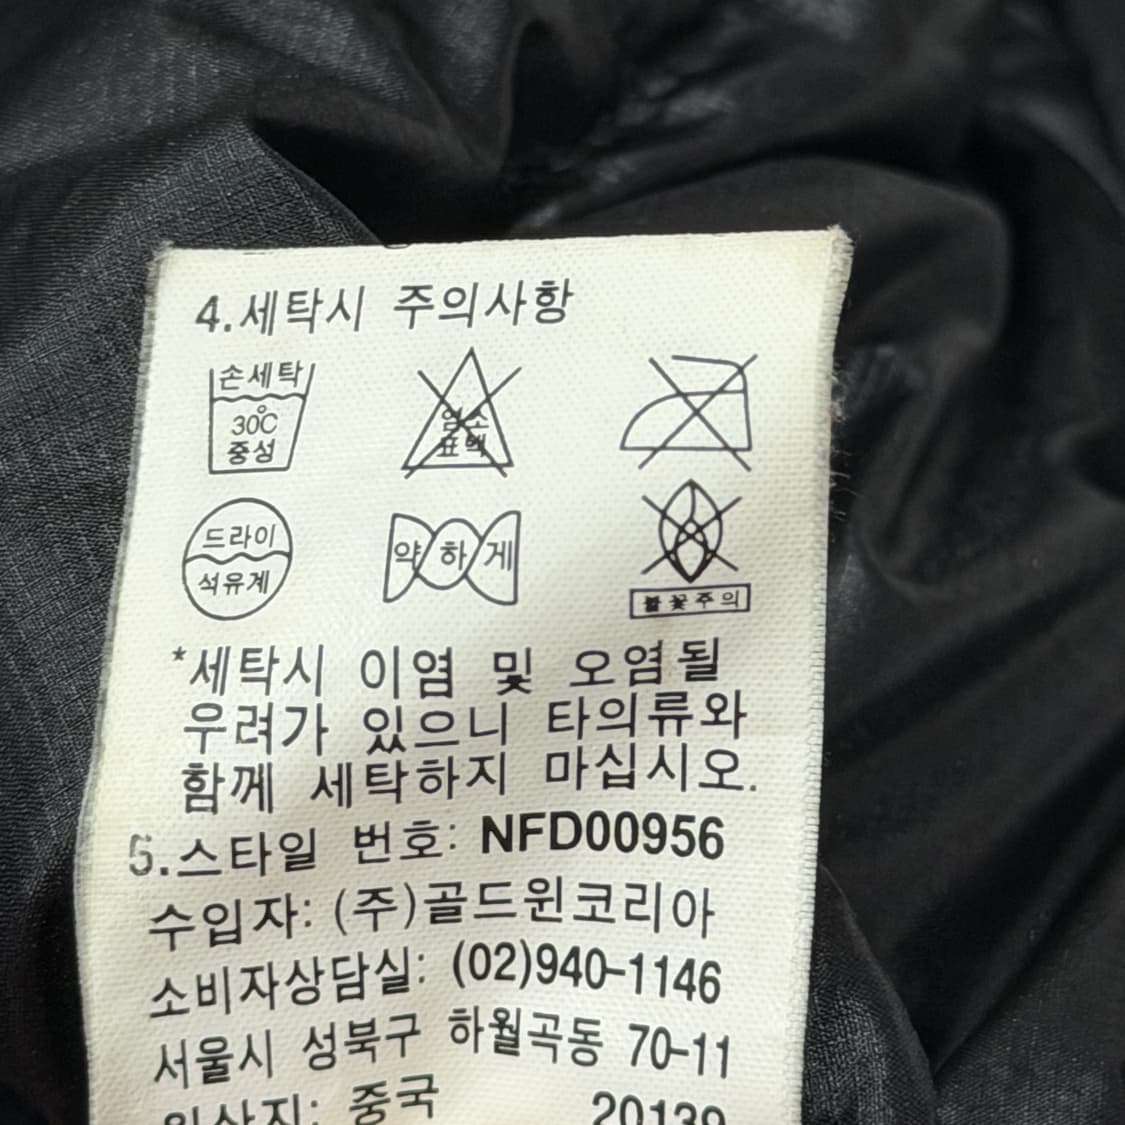 4.세탁시 주의사항
손세탁
30℃
중성
염소
표백
드라이
석유계
약하게
불꽃주의
*세탁시 이염 및 오염될
우려가 있으니 타의류와
함께 세탁하지 마십시오.
5.스타일 번호: NFD00956
수입자: (주)골드윈코리아
소비자상담실: (02)940-1146
서울시 성북구 하월곡동 70-11
원산지: 중국